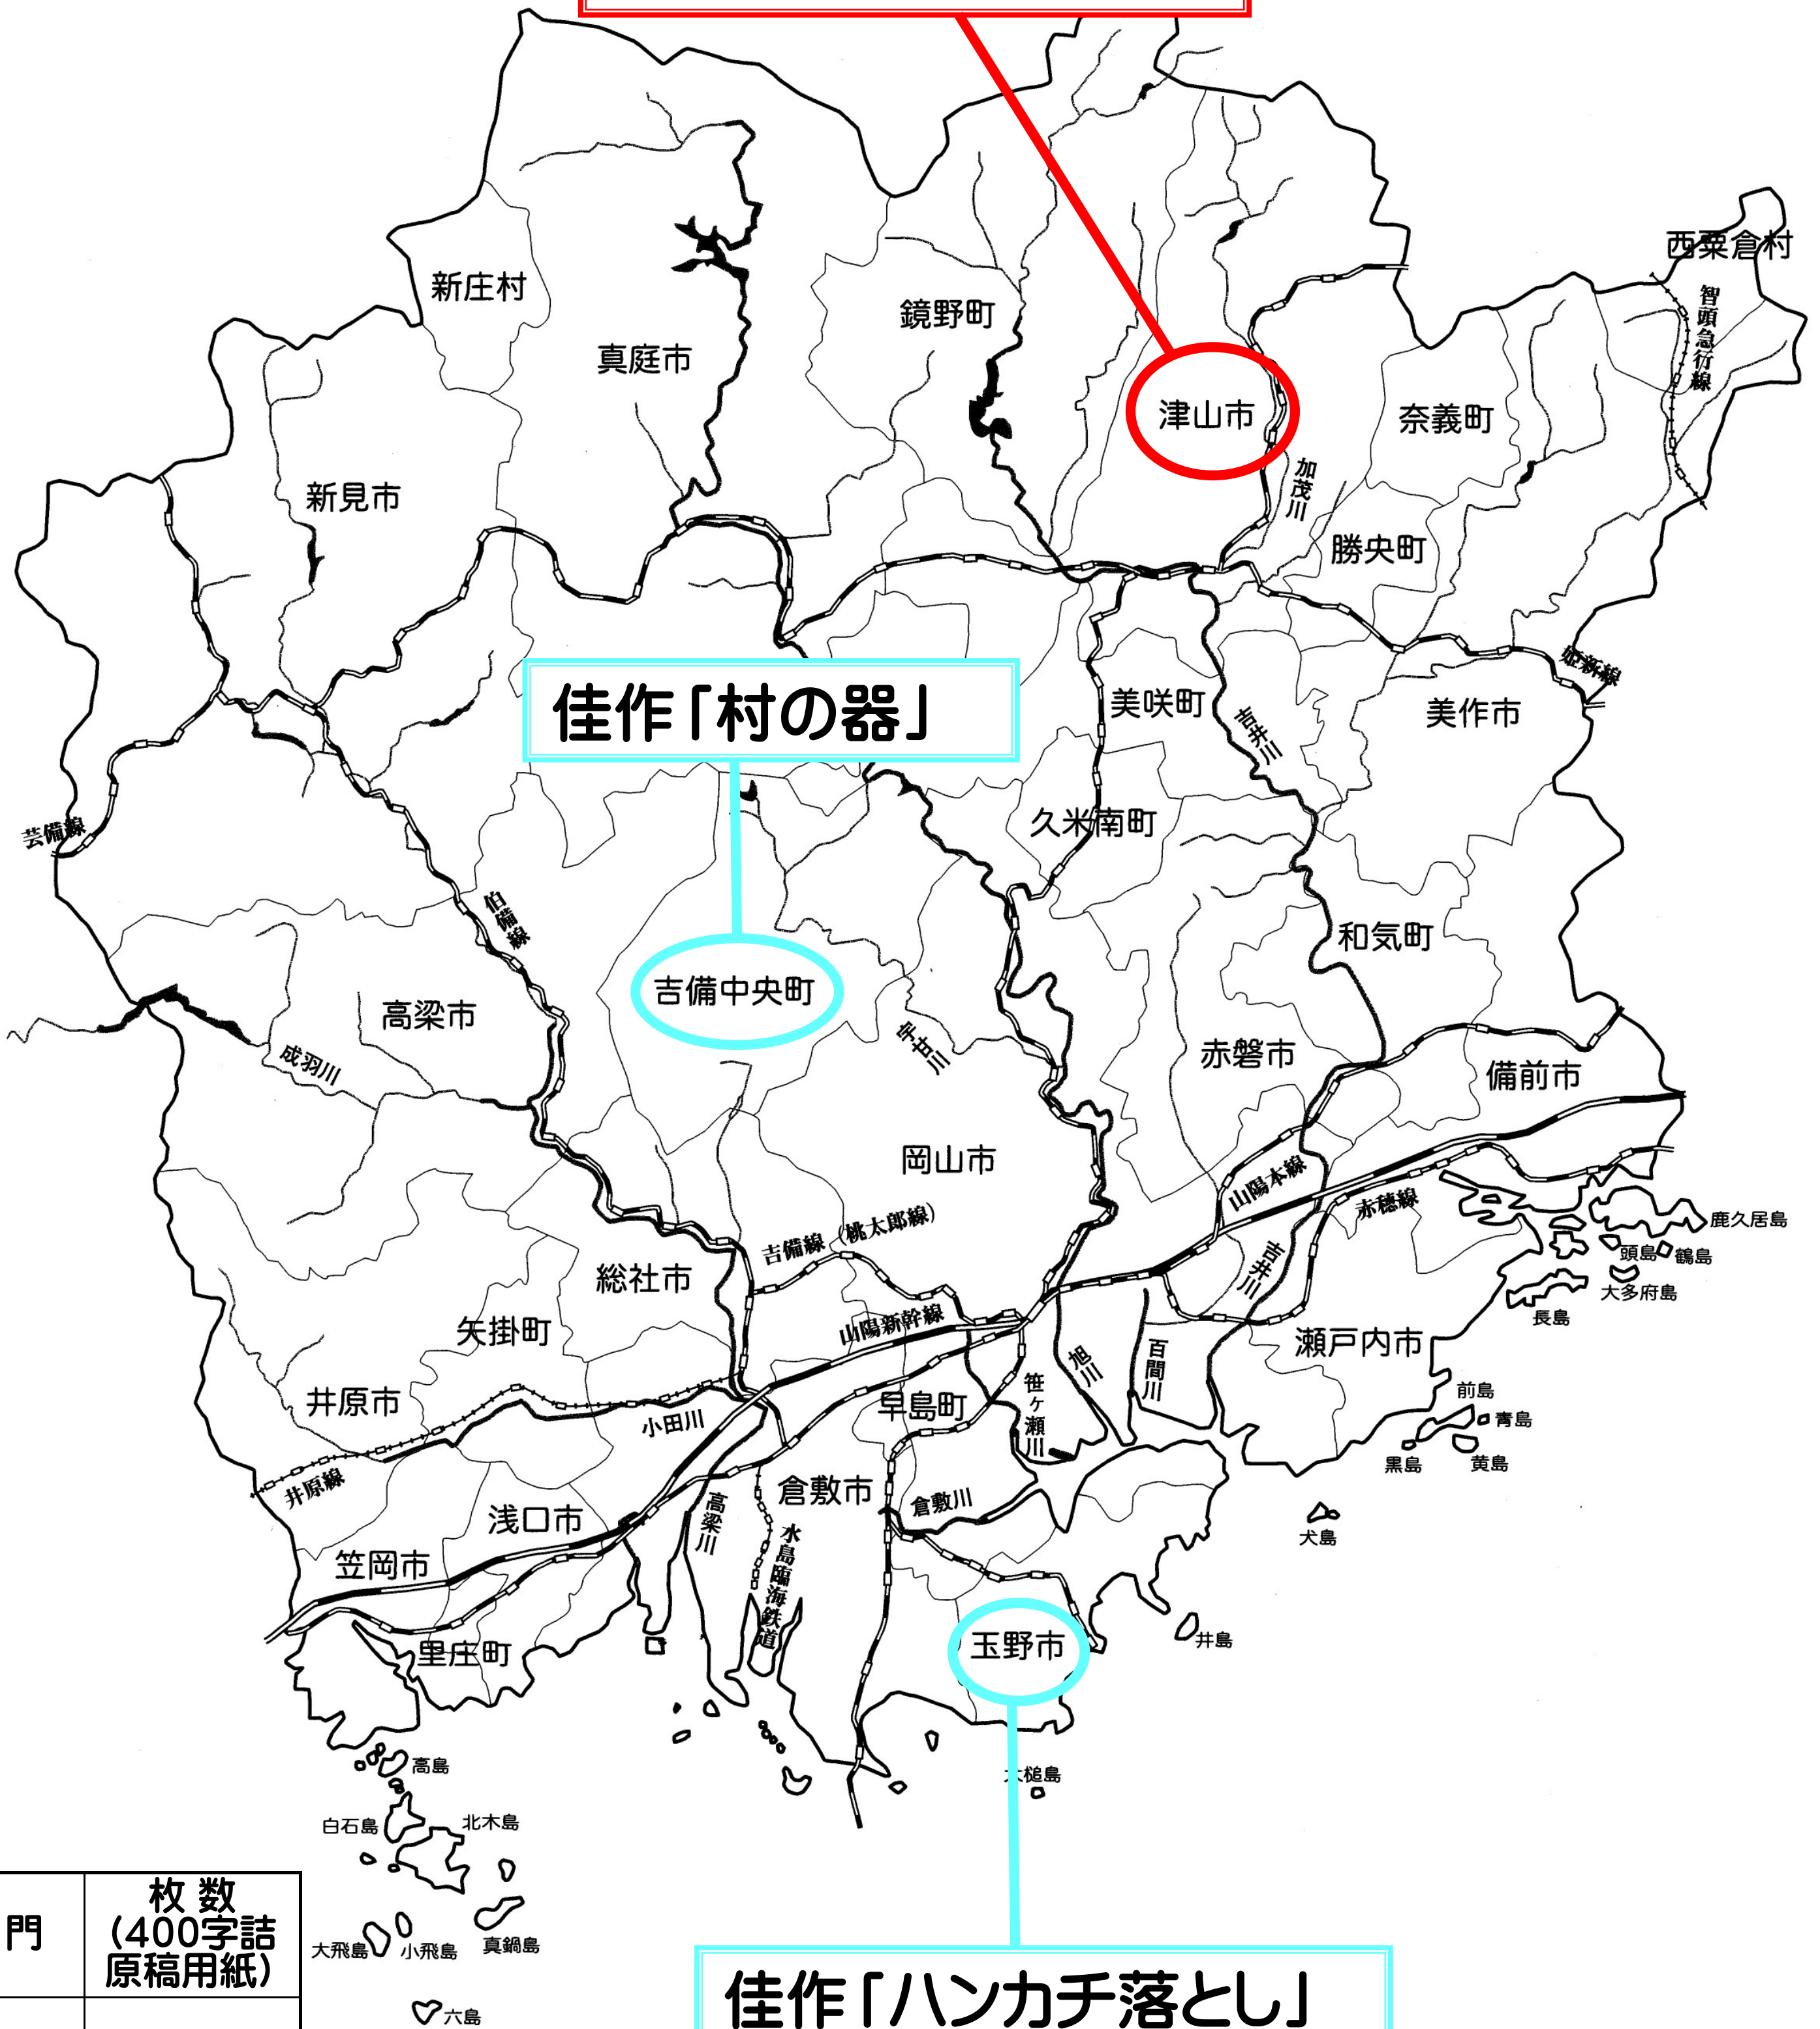 西粟倉村
智頭急行線
新庄村
鏡野町
真庭市
津山市
奈義町
加茂川
新見市
勝央町
姫新線
佳作「村の器」
美咲町
吉井川
美作市
芸備線
久米南町
伯備線
和気町
吉備中央町
高梁市
宇甘川
成羽川
赤磐市
備前市
岡山市
山陽本線
赤穂線
鹿久居島
吉備線(桃太郎線)
頭島
鶴島
総社市
吉井川
大多府島
長島
矢掛町
山陽新幹線
瀬戸内市
旭川
百間川
井原市
早島町
笹ヶ瀬川
前島
小田川
青島
井原線
倉敷市
黒島
黄島
倉敷川
高梁川
浅口市
水島臨海鉄道
犬島
笠岡市
里庄町
玉野市
井島
高島
大槌島
白石島
北木島
門
枚数
(400字詰
原稿用紙)
大飛島
小飛島
真鍋島
佳作「ハンカチ落とし」
六島